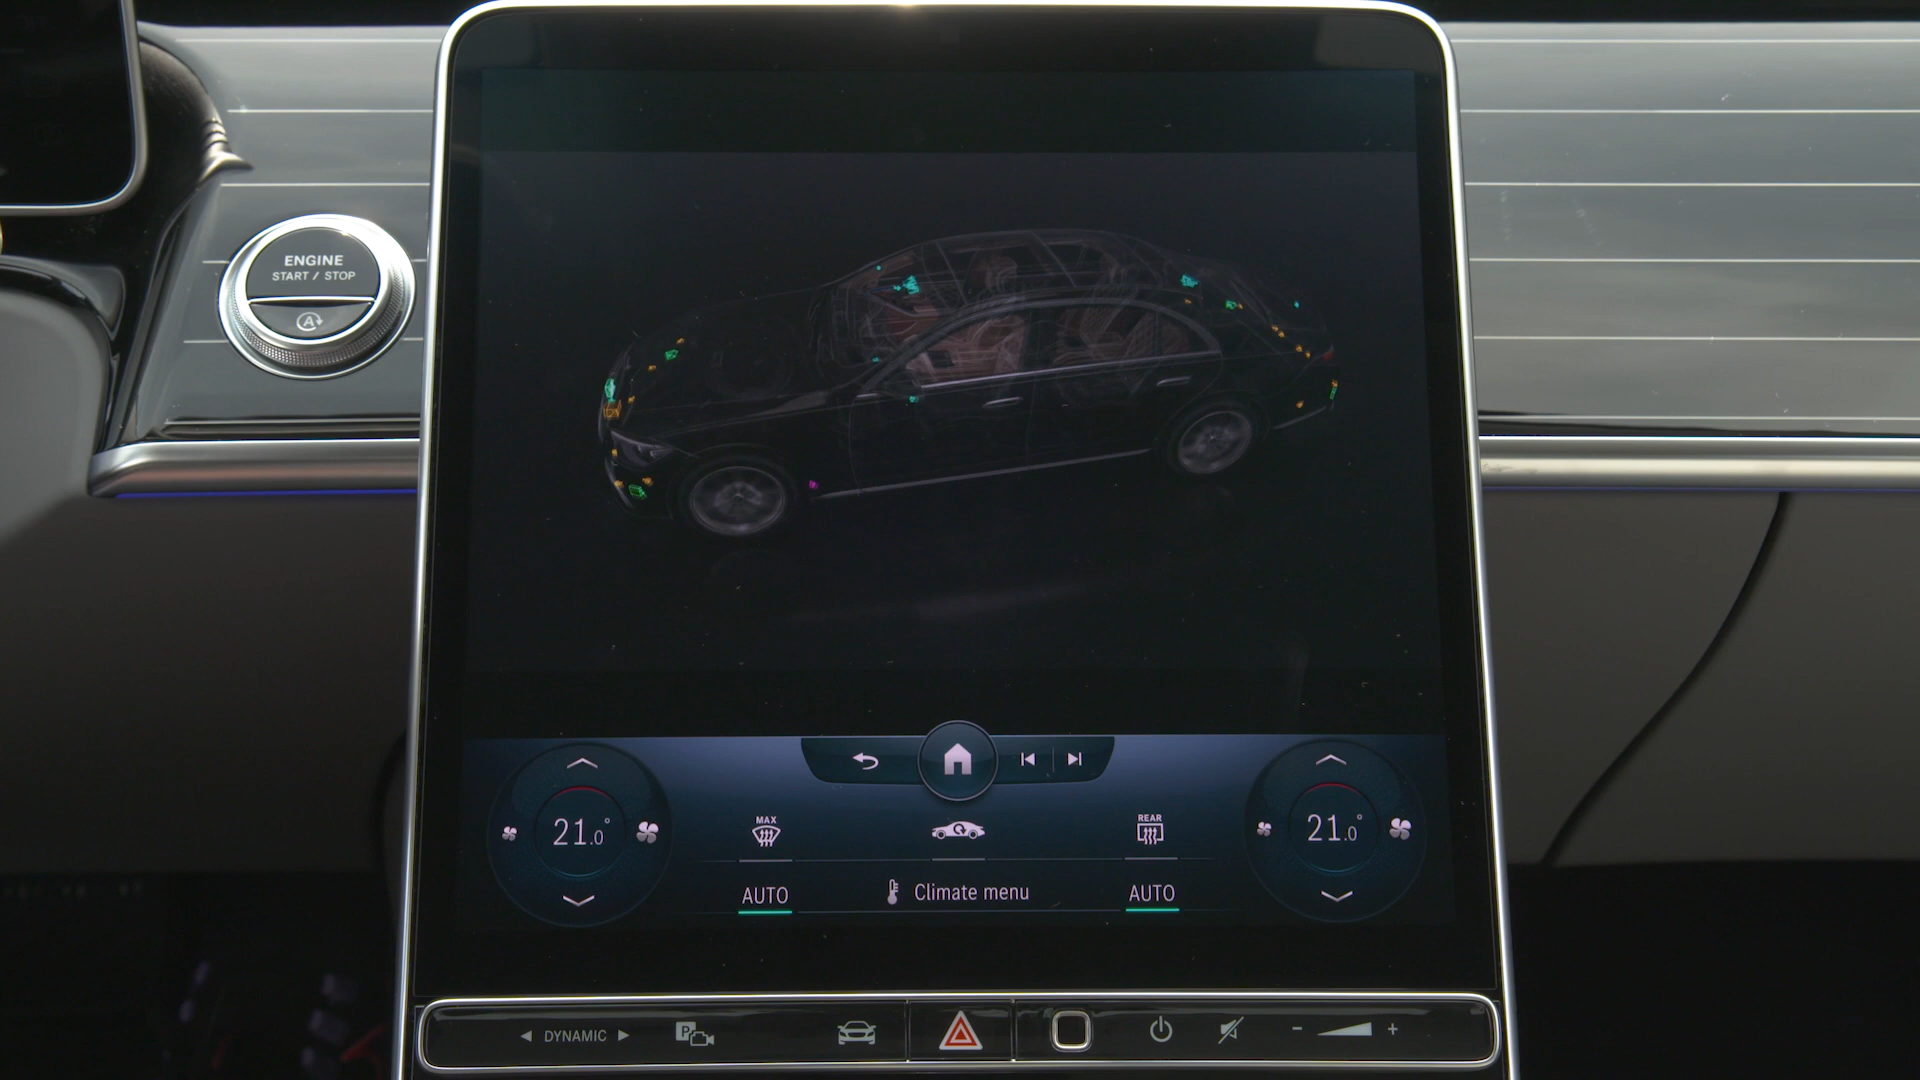 ENGINE
START / STOP
A
21.0°
MAX
REAR
21.0°
AUTO
Climate menu
AUTO
DYNAMIC
P